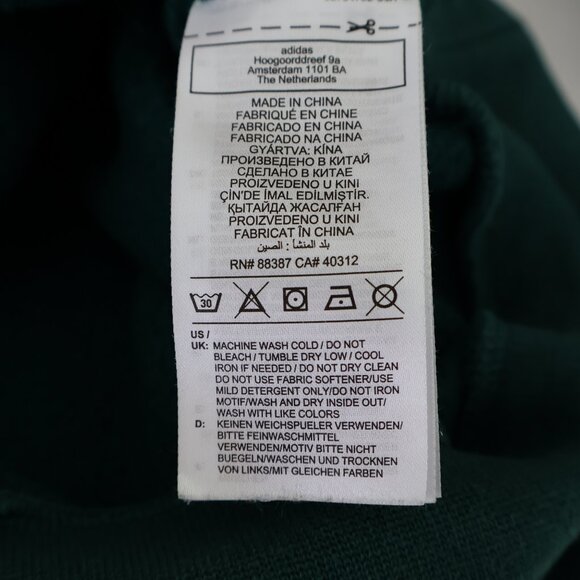 adidas
Hoogoorddreef 9a
Amsterdam 1101 BA
The Netherlands
MADE IN CHINA
FABRIQUÉ EN CHINE
FABRICADO EN CHINA
FABRICADO NA CHINA
GYÁRTVA: KÍNA
ПРОИЗВЕДЕНО В КИТАЙ
СДЕЛАНО В КИТАЕ
PROIZVEDENO U KINI
ÇİN'DE İMAL EDİLMİŞTİR.
ҚЫТАЙДА ЖАСАЛҒАН
PROIZVEDENO U KINI
FABRICAT ÎN CHINA
بلد المنشأ : الصين
RN# 88387 CA# 40312
30
US /
UK: MACHINE WASH COLD / DO NOT
BLEACH / TUMBLE DRY LOW / COOL
IRON IF NEEDED / DO NOT DRY CLEAN
DO NOT USE FABRIC SOFTENER/USE
MILD DETERGENT ONLY/DO NOT IRON
MOTIF/WASH AND DRY INSIDE OUT/
WASH WITH LIKE COLORS
D: KEINEN WEICHSPUELER VERWENDEN/
BITTE FEINWASCHMITTEL
VERWENDEN/MOTIV BITTE NICHT
BUEGELN/WASCHEN UND TROCKNEN
VON LINKS/MIT GLEICHEN FARBEN